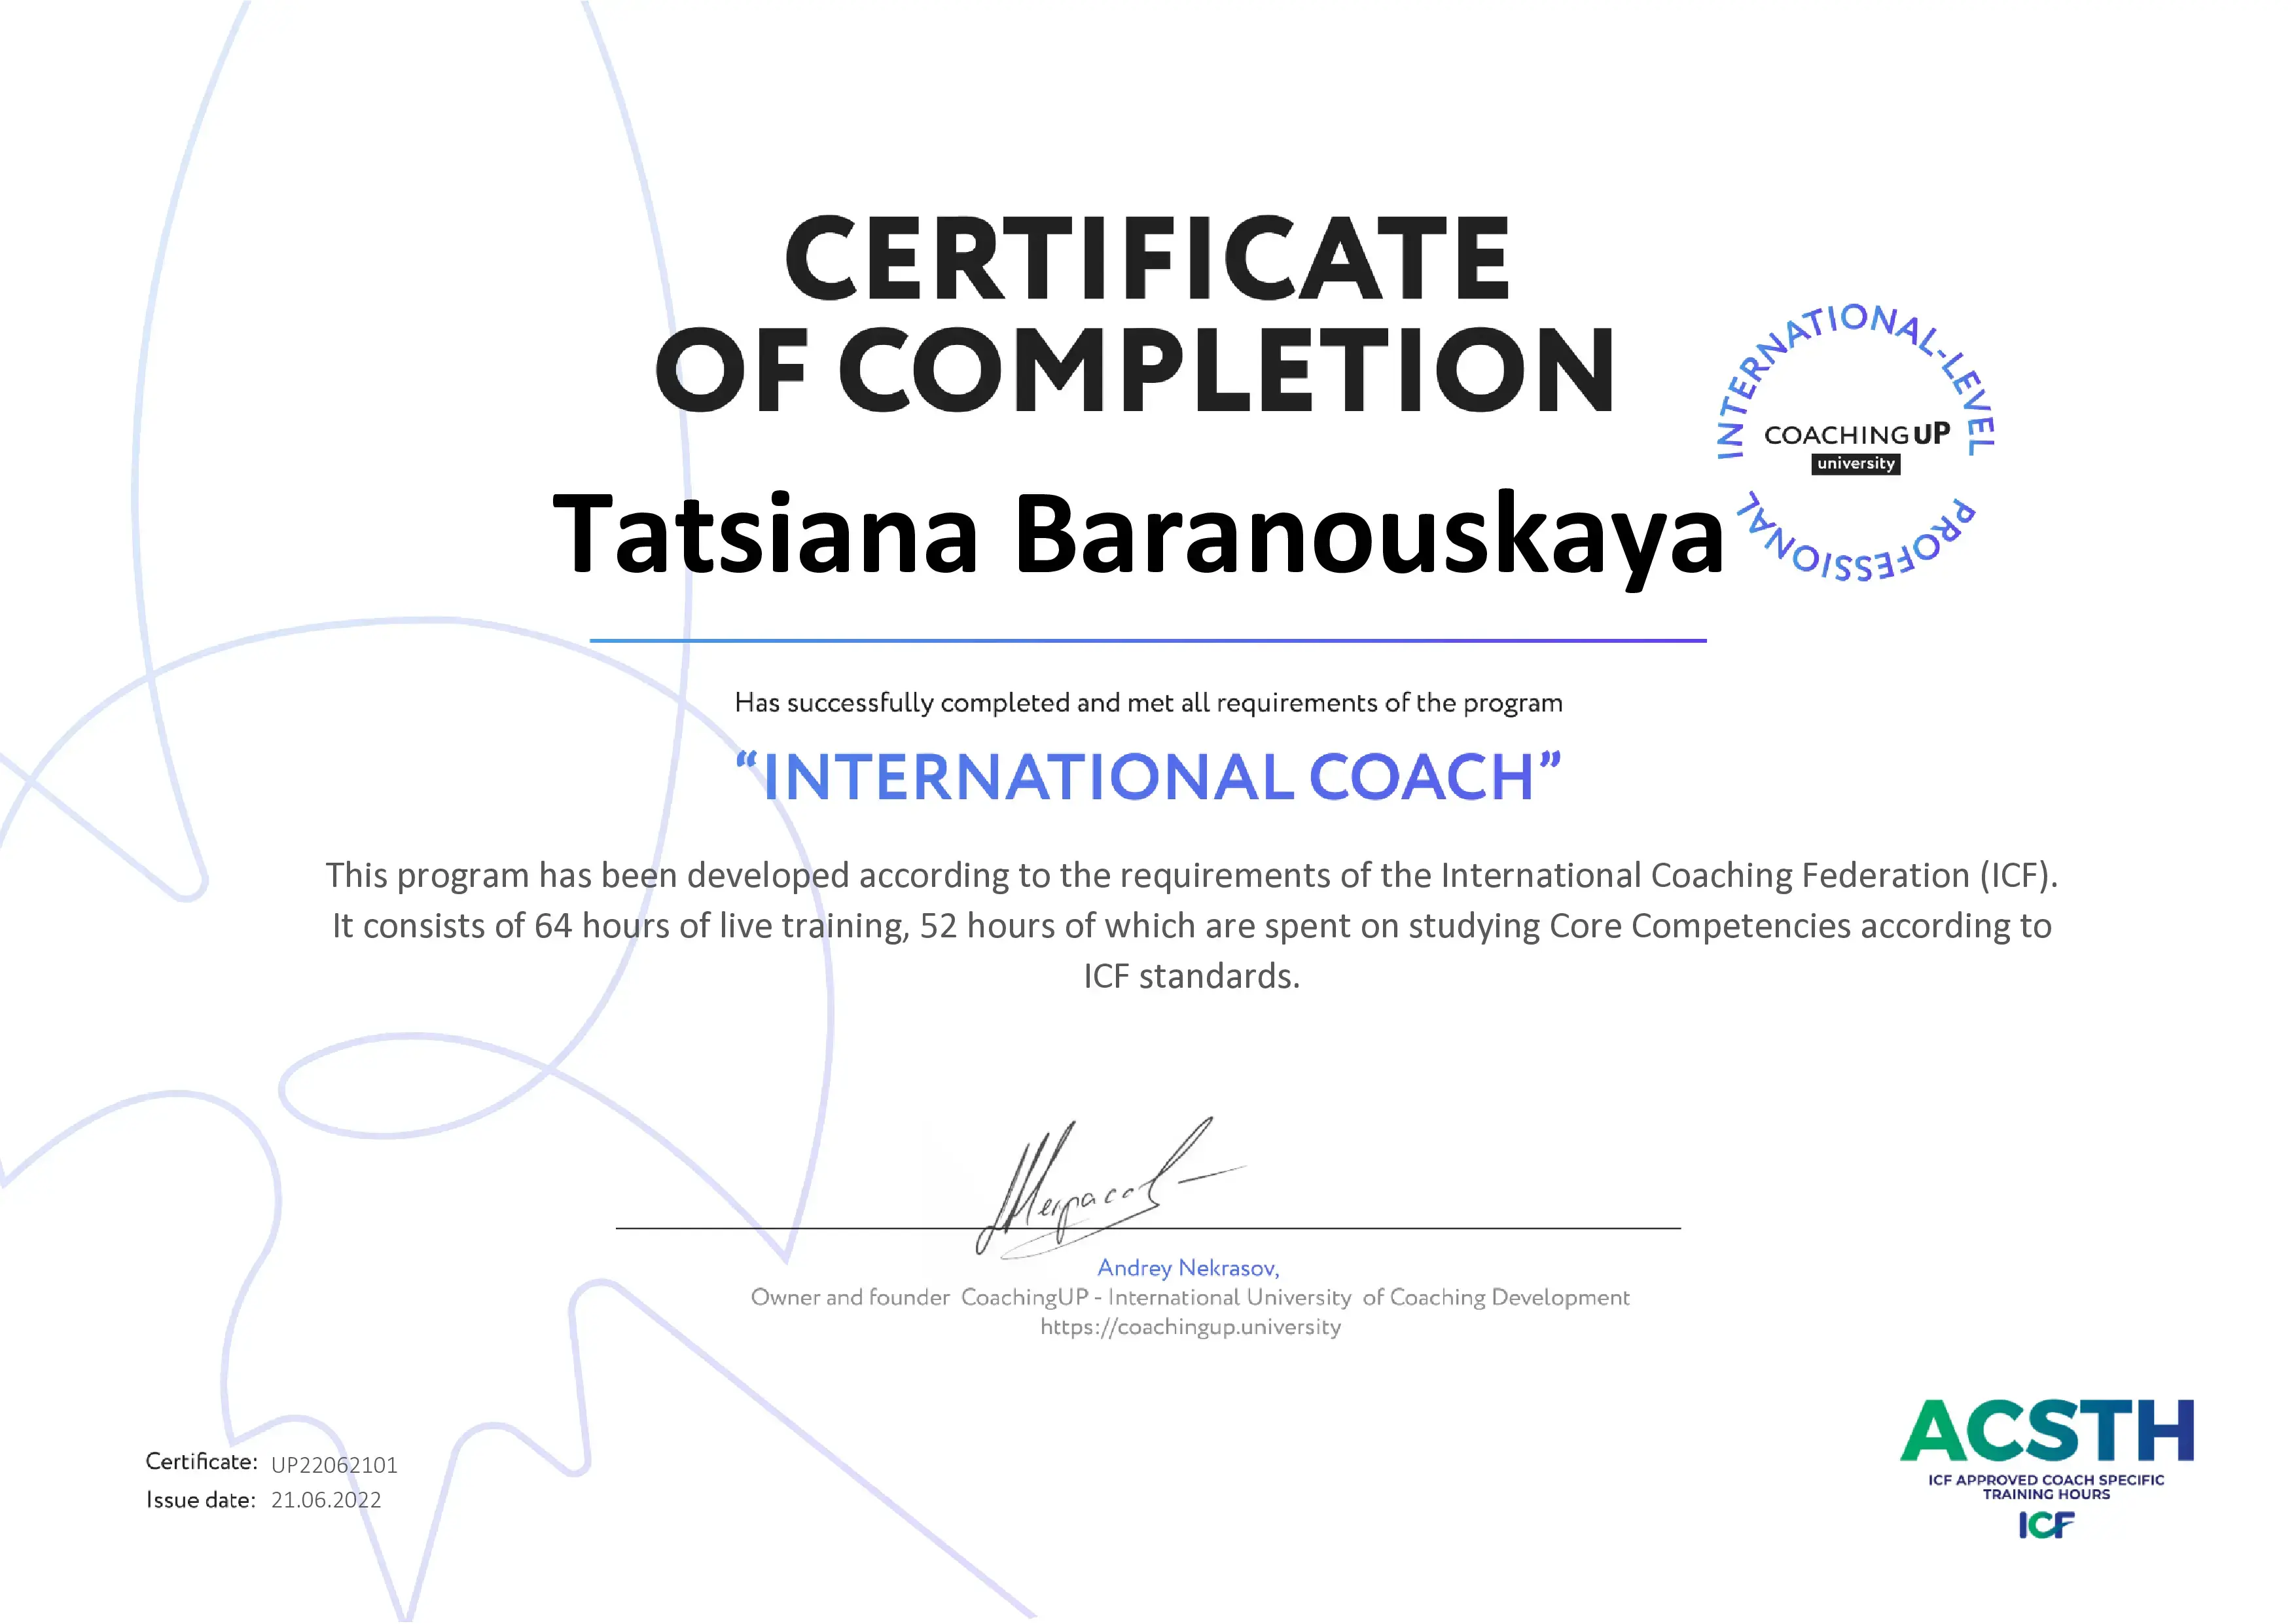 CERTIFICATE
OF COMPLETION
INTERNATIONAL-LEVEL
COACHING UP
university
PROFESSIONAL
Tatsiana Baranouskaya
Has successfully completed and met all requirements of the program
“INTERNATIONAL COACH”
This program has been developed according to the requirements of the International Coaching Federation (ICF).
It consists of 64 hours of live training, 52 hours of which are spent on studying Core Competencies according to
ICF standards.
Andrey Nekrasov,
Owner and founder CoachingUP - International University of Coaching Development
https://coachingup.university
Certificate: UP22062101
Issue date: 21.06.2022
ACSTH
ICF APPROVED COACH SPECIFIC
TRAINING HOURS
ICF